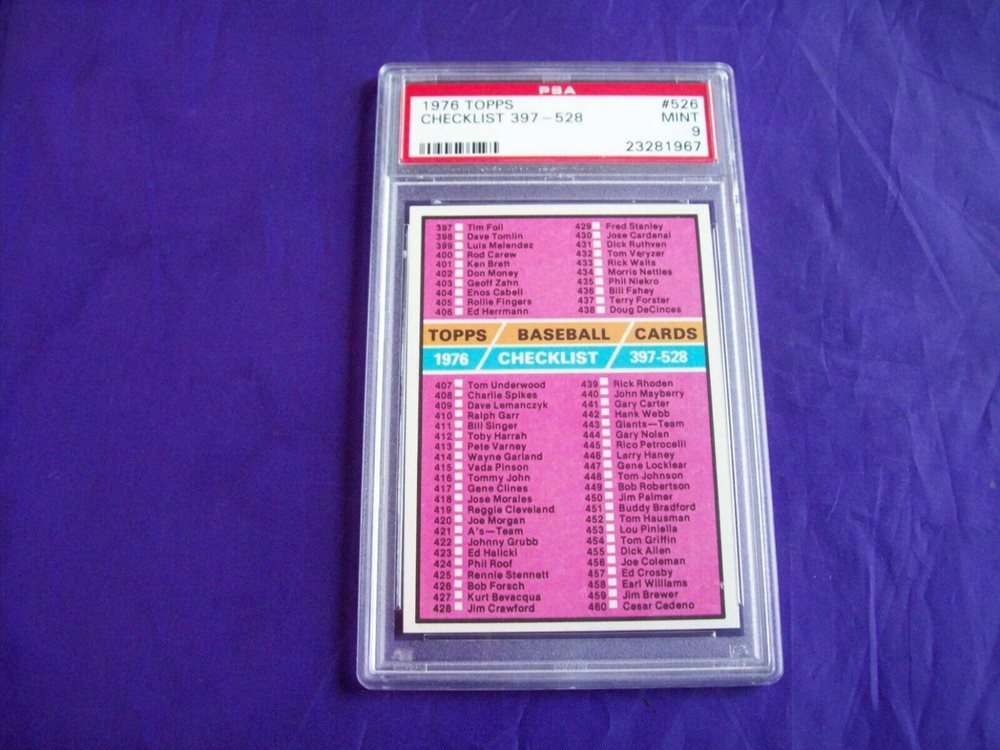 PSA
1976 TOPPS #526
CHECKLIST 397-528 MINT
9
23281967
397 Tim Foli
398 Dave Tomlin
399 Luis Melendez
400 Rod Carew
401 Ken Brett
402 Don Money
403 Geoff Zahn
404 Enos Cabell
405 Rollie Fingers
406 Ed Herrmann
429 Fred Stanley
430 Jose Cardenal
431 Dick Ruthven
432 Tom Veryzer
433 Rick Waits
434 Morris Nettles
435 Phil Niekro
436 Bill Fahey
437 Terry Forster
438 Doug DeCinces
TOPPS BASEBALL CARDS
1976 CHECKLIST 397-528
407 Tom Underwood
408 Charlie Spikes
409 Dave Lemanczyk
410 Ralph Garr
411 Bill Singer
412 Toby Harrah
413 Pete Varney
414 Wayne Garland
415 Vada Pinson
416 Tommy John
417 Gene Clines
418 Jose Morales
419 Reggie Cleveland
420 Joe Morgan
421 A's—Team
422 Johnny Grubb
423 Ed Halicki
424 Phil Roof
425 Rennie Stennett
426 Bob Forsch
427 Kurt Bevacqua
428 Jim Crawford
439 Rick Rhoden
440 John Mayberry
441 Gary Carter
442 Hank Webb
443 Giants—Team
444 Gary Nolan
445 Rico Petrocelli
446 Larry Haney
447 Gene Locklear
448 Tom Johnson
449 Bob Robertson
450 Jim Palmer
451 Buddy Bradford
452 Tom Hausman
453 Lou Piniella
454 Tom Griffin
455 Dick Allen
456 Joe Coleman
457 Ed Crosby
458 Earl Williams
459 Jim Brewer
460 Cesar Cedeno